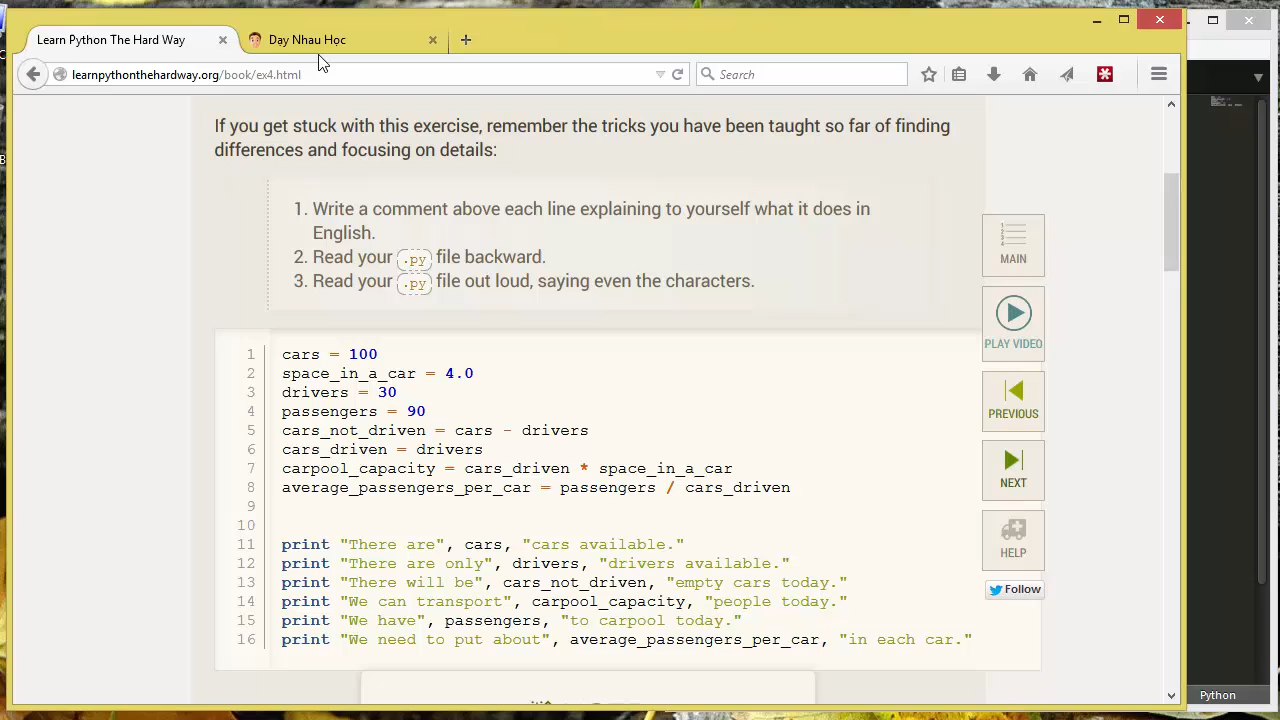 Learn Python The Hard Way
Dạy Nhau Học
learnpythonthehardway.org/book/ex4.html
Search
If you get stuck with this exercise, remember the tricks you have been taught so far of finding
differences and focusing on details:
1. Write a comment above each line explaining to yourself what it does in
English.
2. Read your .py file backward.
3. Read your .py file out loud, saying even the characters.
MAIN
PLAY VIDEO
PREVIOUS
NEXT
HELP
Follow
1 cars = 100
2 space_in_a_car = 4.0
3 drivers = 30
4 passengers = 90
5 cars_not_driven = cars - drivers
6 cars_driven = drivers
7 carpool_capacity = cars_driven * space_in_a_car
8 average_passengers_per_car = passengers / cars_driven
9
10
11 print "There are", cars, "cars available."
12 print "There are only", drivers, "drivers available."
13 print "There will be", cars_not_driven, "empty cars today."
14 print "We can transport", carpool_capacity, "people today."
15 print "We have", passengers, "to carpool today."
16 print "We need to put about", average_passengers_per_car, "in each car."
Python